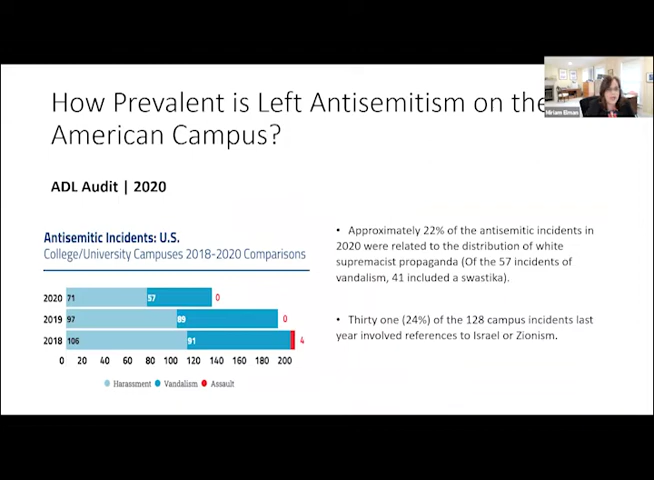 How Prevalent is Left Antisemitism on the
American Campus?
Miriam Elman
ADL Audit | 2020
Antisemitic Incidents: U.S.
College/University Campuses 2018-2020 Comparisons
2020 71 57 0
2019 97 89 0
2018 106 91 4
0 20 40 60 80 100 120 140 160 180 200
Harassment Vandalism Assault
• Approximately 22% of the antisemitic incidents in
2020 were related to the distribution of white
supremacist propaganda (Of the 57 incidents of
vandalism, 41 included a swastika).
• Thirty one (24%) of the 128 campus incidents last
year involved references to Israel or Zionism.